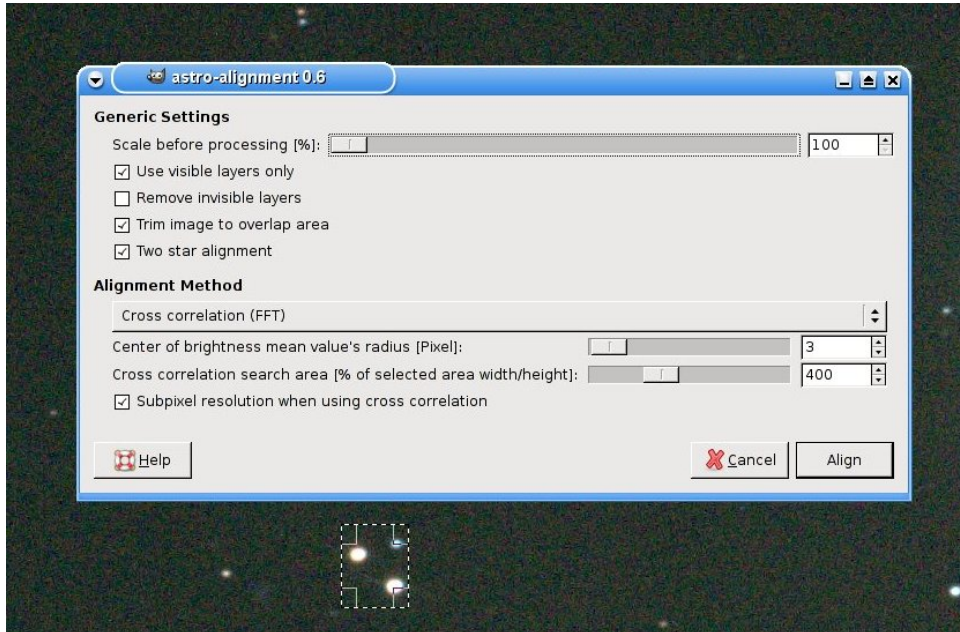 astro-alignment 0.6
Generic Settings
Scale before processing [%]: 100
Use visible layers only
Remove invisible layers
Trim image to overlap area
Two star alignment
Alignment Method
Cross correlation (FFT)
Center of brightness mean value's radius [Pixel]: 3
Cross correlation search area [% of selected area width/height]: 400
Subpixel resolution when using cross correlation
Help Cancel Align